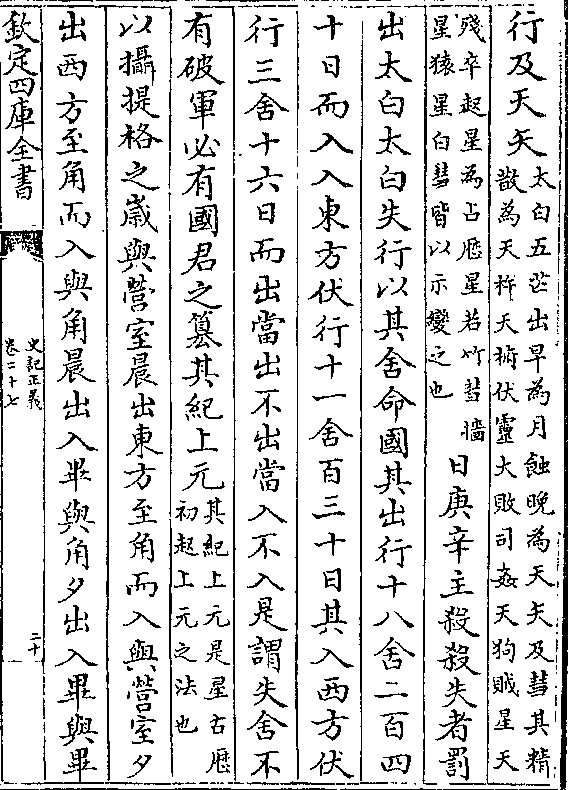 行及天矢太白五芒出早為月蝕晚為天矢及彗其精
散為天杵天柎伏靈大敗司姦天狗賊星天
殘卒起星為占歴星若竹彗墻
星猿星白彗皆以示變之也日庚辛主殺殺失者罰
出太白太白失行以其舍命國其出行十八舍二百四
十日而入入東方伏行十一舍百三十日其入西方伏
行三舍十六日而出當出不出當入不入是謂失舍不
有破軍必有國君之簒其紀上元其紀上元是星古歴
初起上元之法也
以攝提格之嵗與營室晨出東方至角而入與營室夕
出西方至角而入與角晨出入畢與角夕出入畢與畢
欽定四庫全書
史記正義
卷二十七
二十